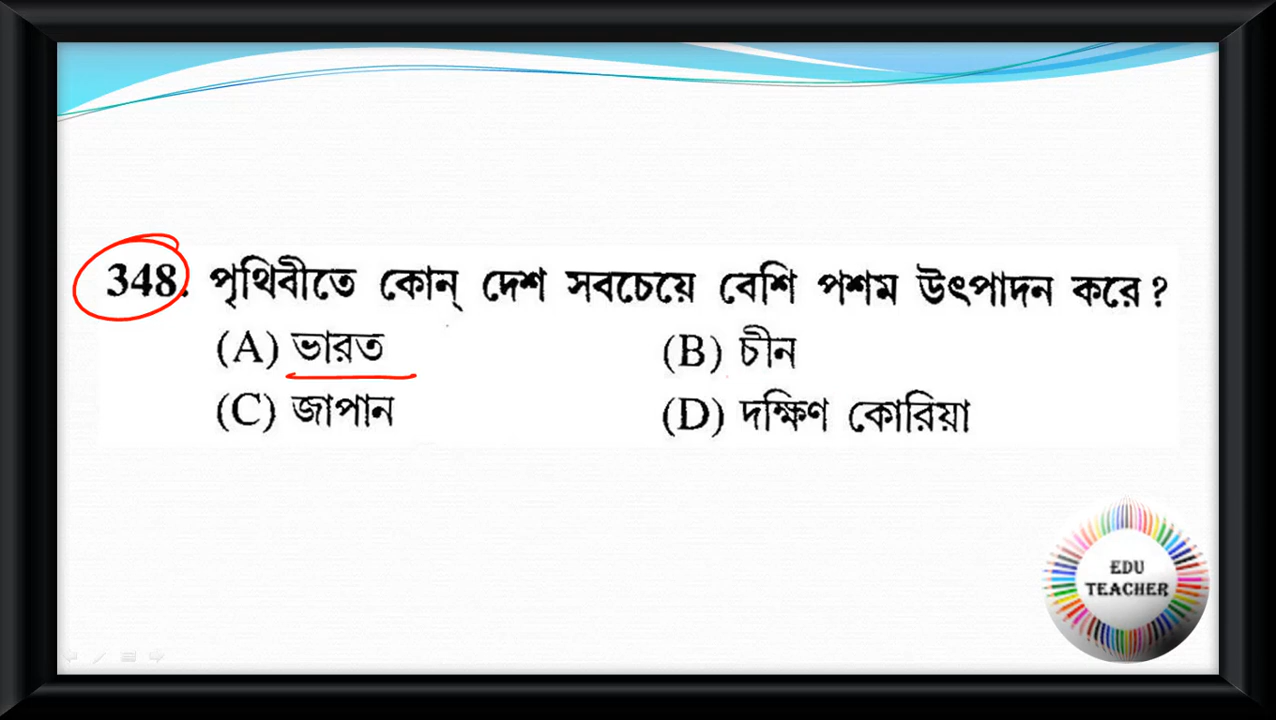 348. পৃথিবীতে কোন্ দেশ সবচেয়ে বেশি পশম উৎপাদন করে?
(A) ভারত (B) চীন
(C) জাপান (D) দক্ষিণ কোরিয়া
EDU
TEACHER